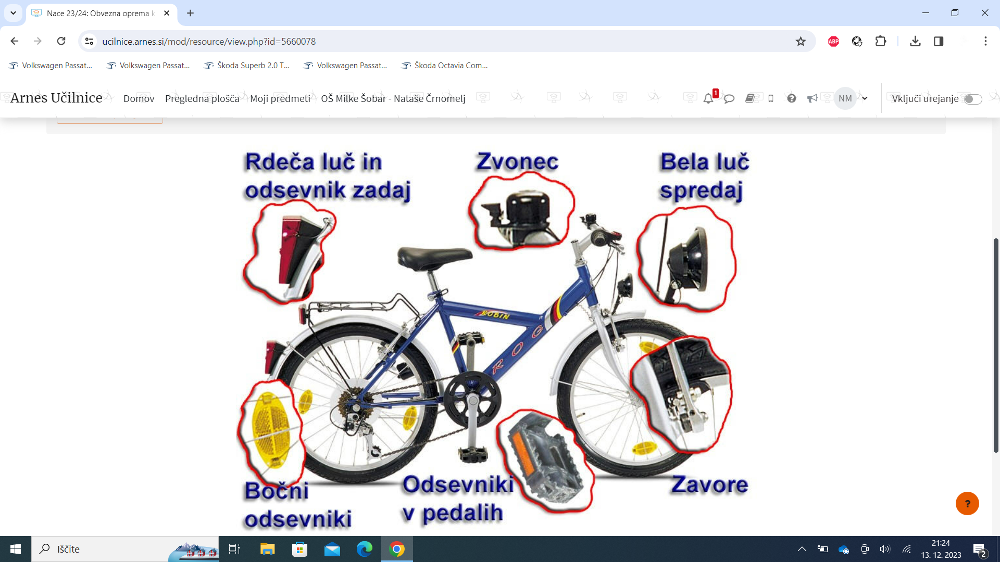 Nace 23/24: Obvezna oprema k
ucilnice.arnes.si/mod/resource/view.php?id=5660078
ABP
Volkswagen Passat...
Volkswagen Passat...
Škoda Superb 2.0 T...
Volkswagen Passat...
Škoda Octavia Com...
Arnes Učilnice
Domov
Pregledna plošča
Moji predmeti
OŠ Milke Šobar - Nataše Črnomelj
1
NM
Vključi urejanje
Rdeča luč in
odsevnik zadaj
Zvonec
Bela luč
spredaj
ROBIN
ROG
Bočni
odsevniki
Odsevniki
v pedalih
Zavore
?
Iščite
21:24
13. 12. 2023
2